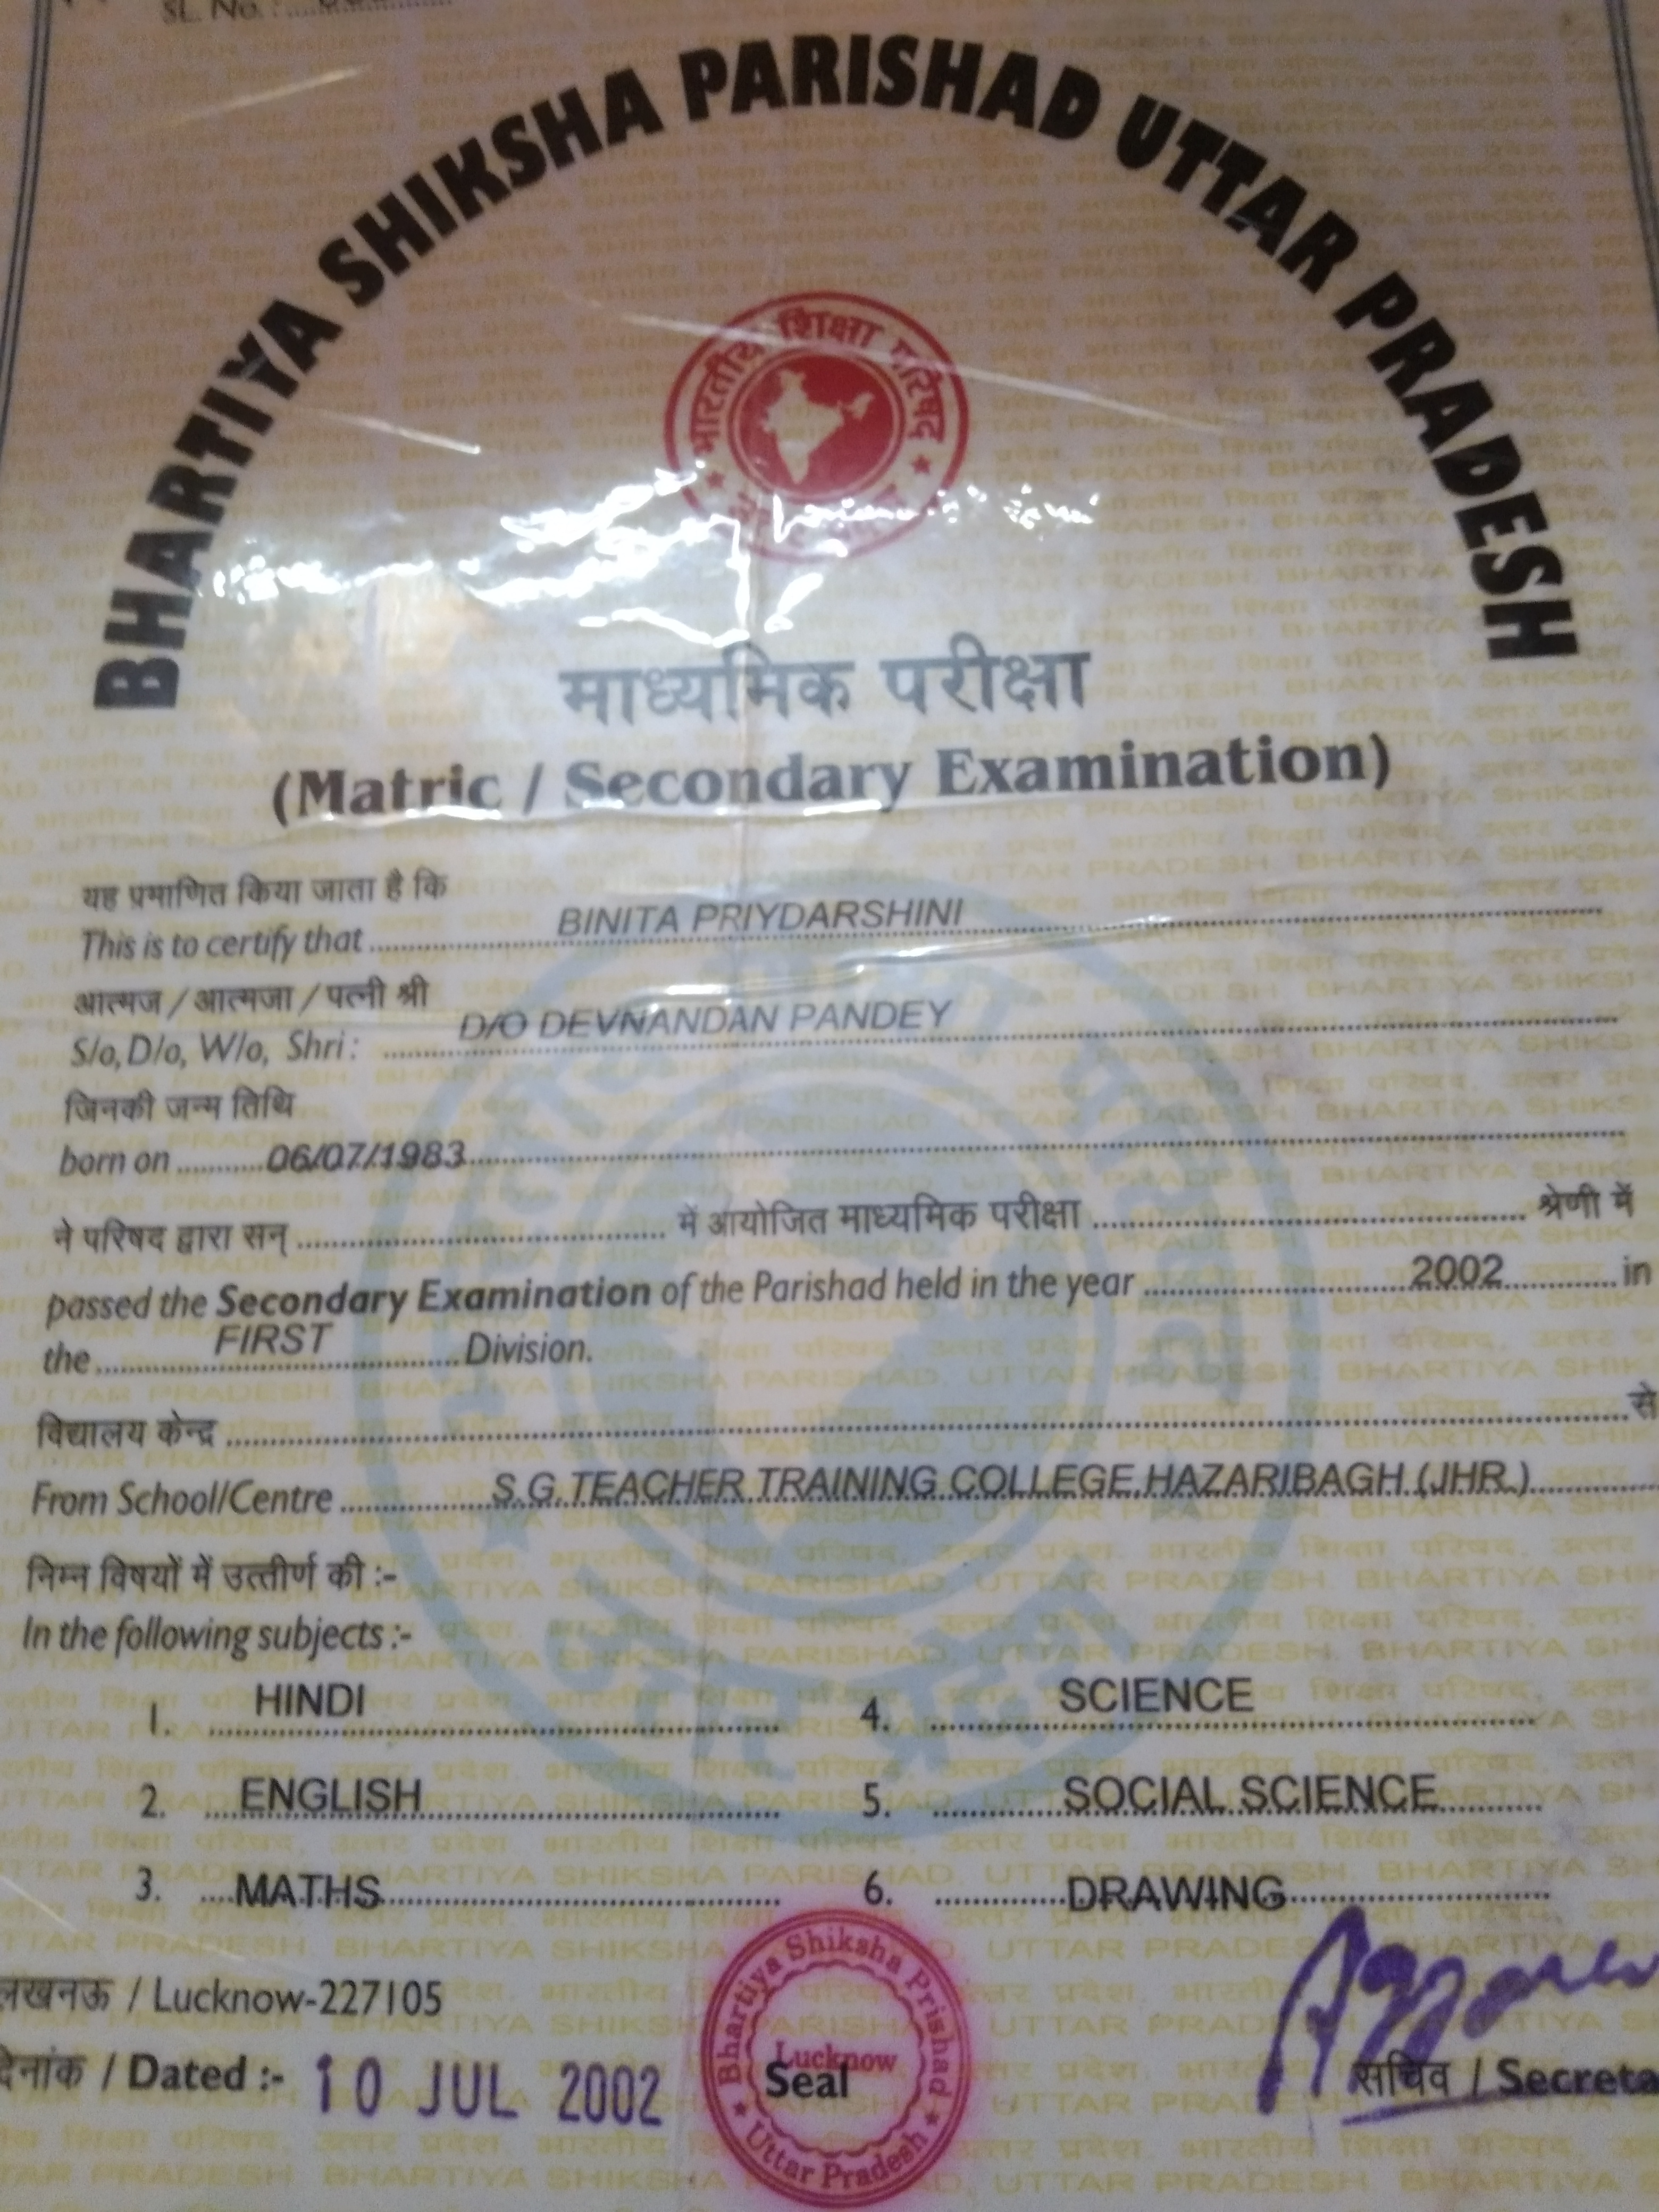 SL. No. :
BHARTIYA SHIKSHA PARISHAD UTTAR PRADESH
भारतीय शिक्षा परिषद
माध्यमिक परीक्षा
(Matric / Secondary Examination)
यह प्रमाणित किया जाता है कि
This is to certify that BINITA PRIYDARSHINI
आत्मज / आत्मजा / पत्नी श्री
S/o, D/o, W/o, Shri : D/O DEVNANDAN PANDEY
जिनकी जन्म तिथि
born on 06/07/1983
ने परिषद द्वारा सन् में आयोजित माध्यमिक परीक्षा श्रेणी में
passed the Secondary Examination of the Parishad held in the year 2002 in
the FIRST Division.
विद्यालय केन्द्र से
From School/Centre S.G.TEACHER TRAINING COLLEGE,HAZARIBAGH (JHR.)
निम्न विषयों में उत्तीर्ण की :-
In the following subjects :-
1. HINDI 4. SCIENCE
2. ENGLISH 5. SOCIAL SCIENCE
3. MATHS 6. DRAWING
लखनऊ / Lucknow-227105
Bhartiya Shiksha Prishad
Lucknow
Uttar Pradesh
दिनांक / Dated :- 10 JUL 2002 Seal सचिव / Secreta